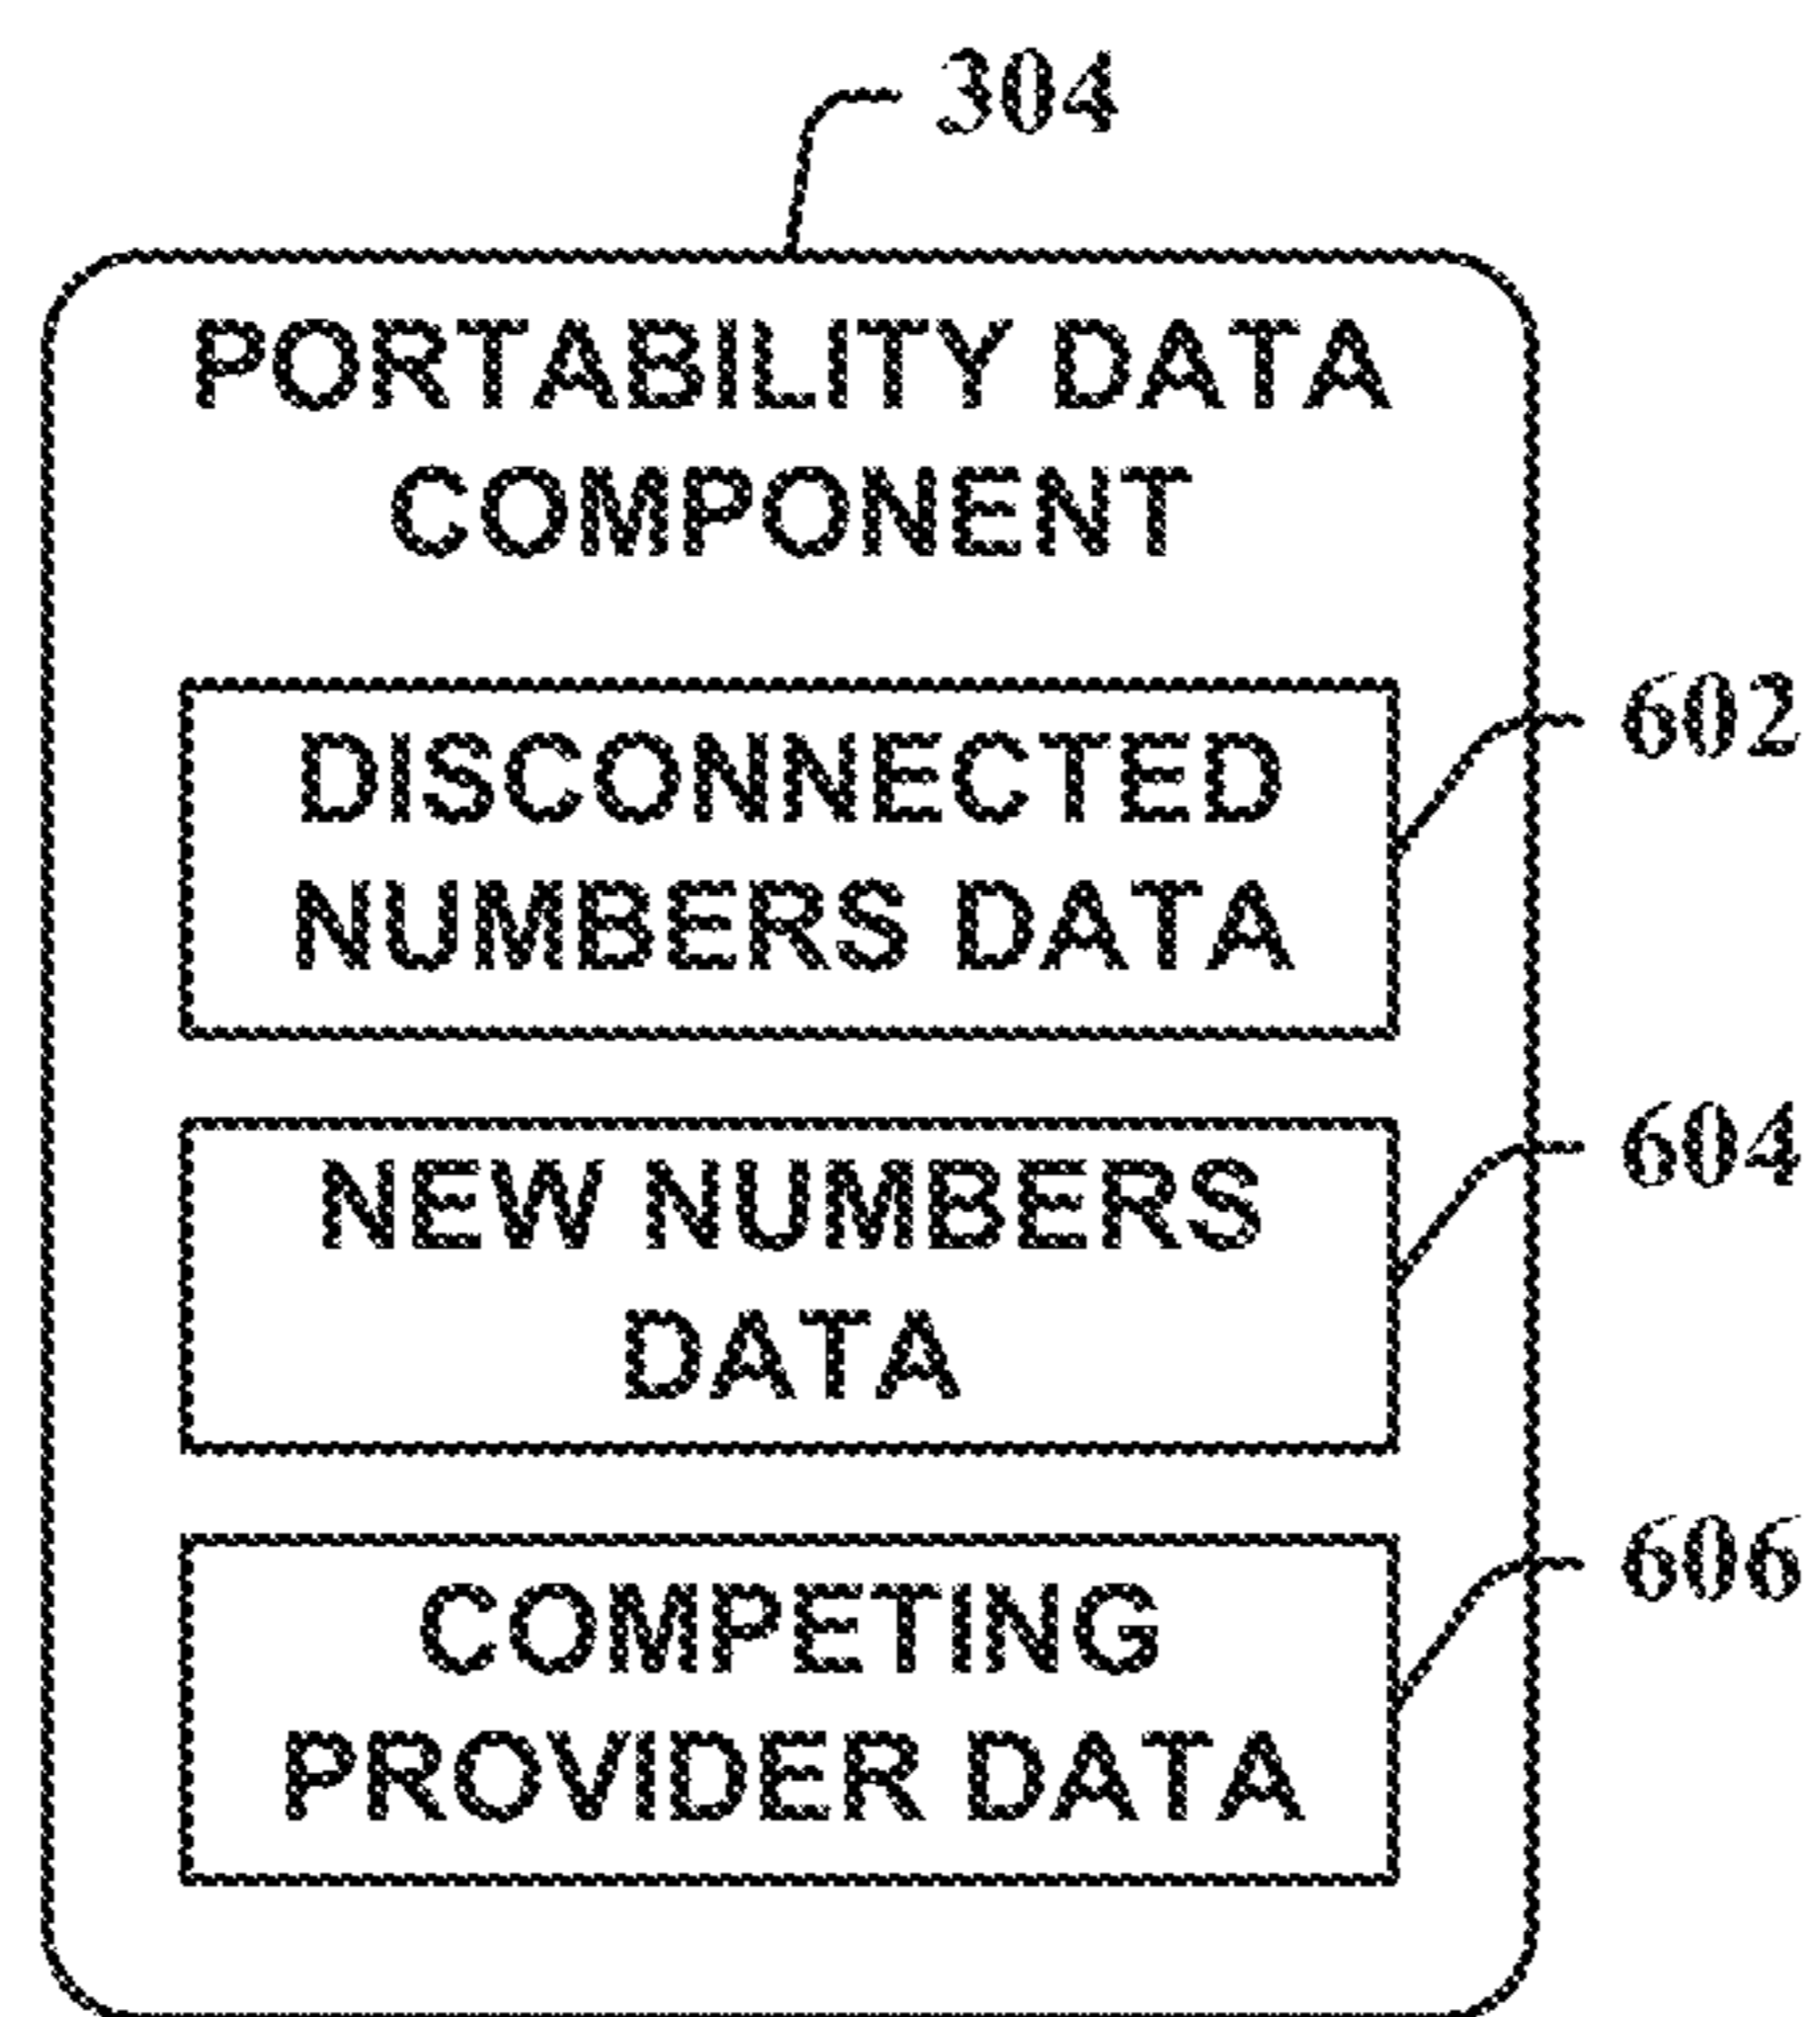 304
PORTABILITY DATA
COMPONENT
602
DISCONNECTED
NUMBERS DATA
604
NEW NUMBERS
DATA
606
COMPETING
PROVIDER DATA